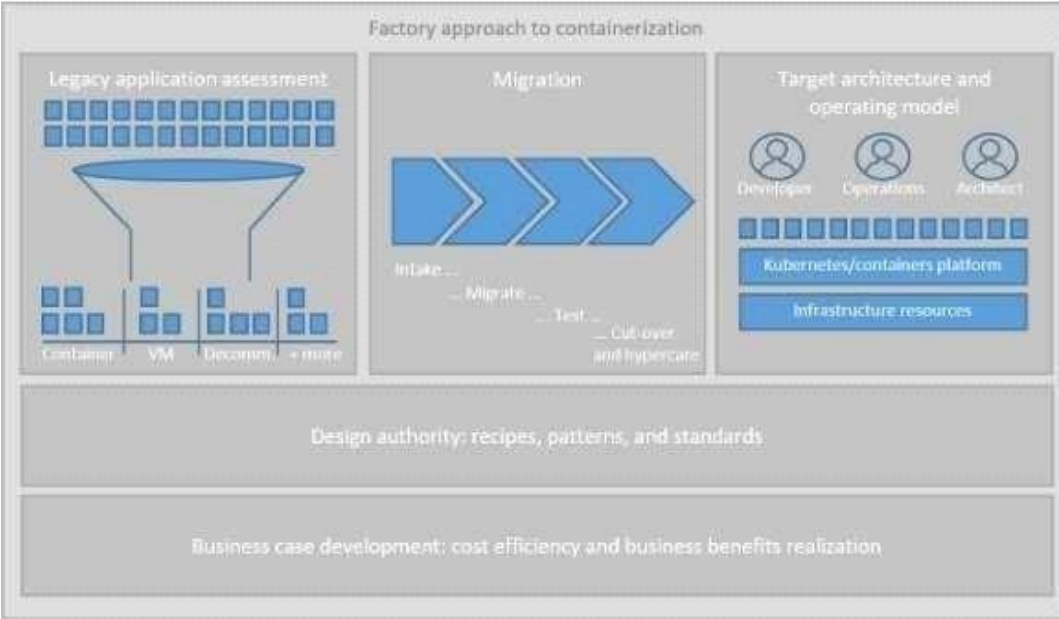 Factory approach to containerization
Legacy application assessment
Container
VM
Decomm.
+ more
Migration
Intake ...
... Migrate ...
... Test ...
... Cut-over
and hypercare
Target architecture and
operating model
Developer
Operations
Architect
Kubernetes/containers platform
Infrastructure resources
Design authority: recipes, patterns, and standards
Business case development: cost efficiency and business benefits realization